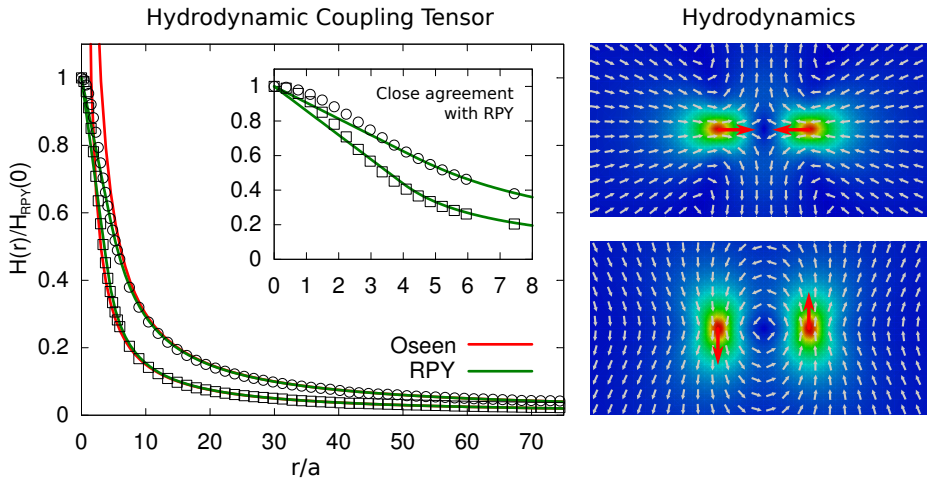 Hydrodynamic Coupling Tensor
H(r)/H_RPY(0)
1
0.8
0.6
0.4
0.2
0
0 10 20 30 40 50 60 70
r/a
Oseen
RPY
1
0.8
0.6
0.4
0.2
0
0 1 2 3 4 5 6 7 8
Close agreement
with RPY
Hydrodynamics